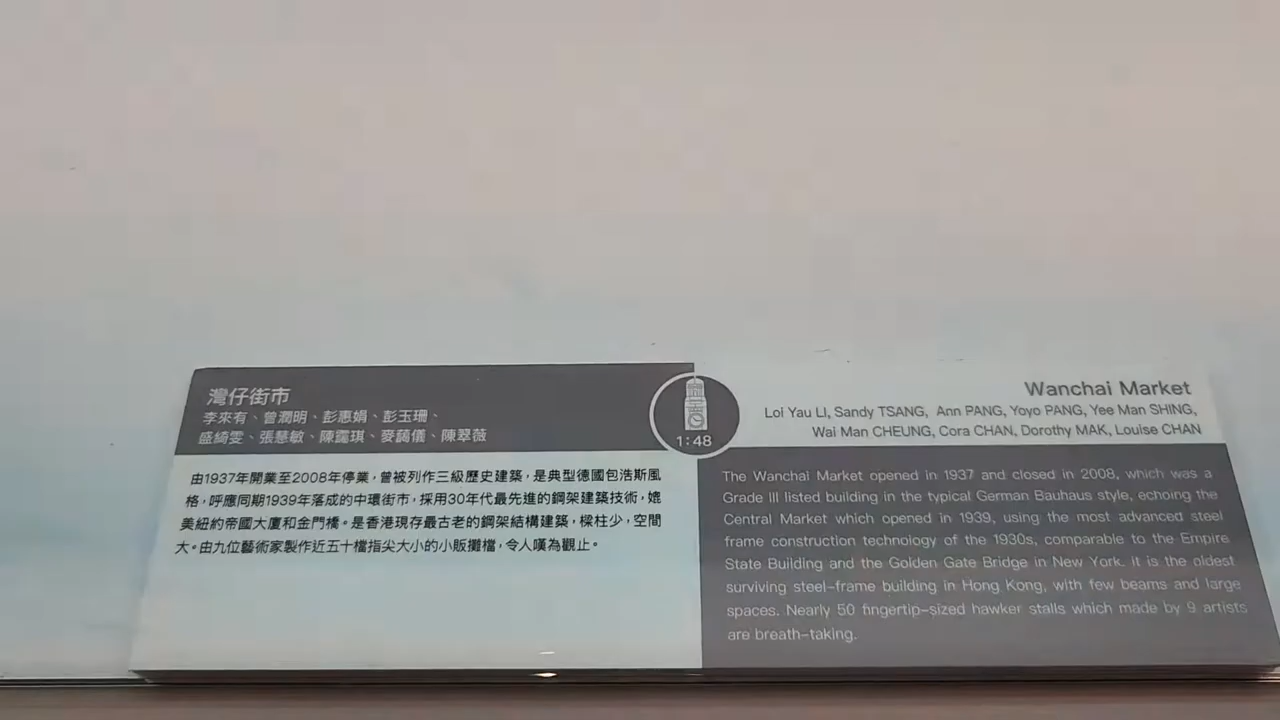 灣仔街市
李來有、曾潤明、彭惠娟、彭玉珊、
盛綺雯、張慧敏、陳靄琪、麥藹儀、陳翠薇
由1937年開業至2008年停業，曾被列作三級歷史建築，是典型德國包浩斯風
格，呼應同期1939年落成的中環街市，採用30年代最先進的鋼架建築技術，媲
美紐約帝國大廈和金門橋。是香港現存最古老的鋼架結構建築，樑柱少，空間
大。由九位藝術家製作近五十檔指尖大小的小販攤檔，令人嘆為觀止。
1:48
Wanchai Market
Loi Yau LI, Sandy TSANG, Ann PANG, Yoyo PANG, Yee Man SHING,
Wai Man CHEUNG, Cora CHAN, Dorothy MAK, Louise CHAN
The Wanchai Market opened in 1937 and closed in 2008, which was a
Grade III listed building in the typical German Bauhaus style, echoing the
Central Market which opened in 1939, using the most advanced steel
frame construction technology of the 1930s, comparable to the Empire
State Building and the Golden Gate Bridge in New York. It is the oldest
surviving steel-frame building in Hong Kong, with few beams and large
spaces. Nearly 50 fingertip-sized hawker stalls which made by 9 artists
are breath-taking.